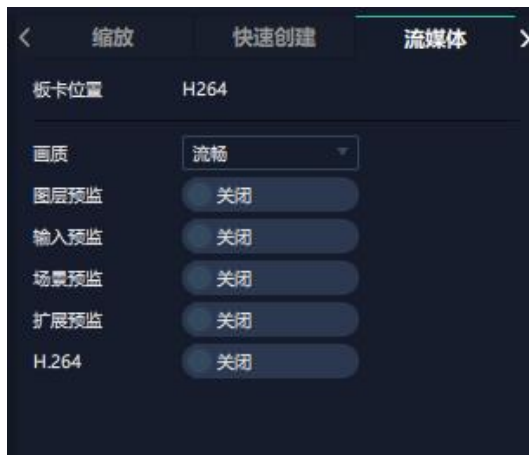 缩放 快速创建 流媒体
板卡位置 H264
画质 流畅
图层预监 关闭
输入预监 关闭
场景预监 关闭
扩展预监 关闭
H.264 关闭